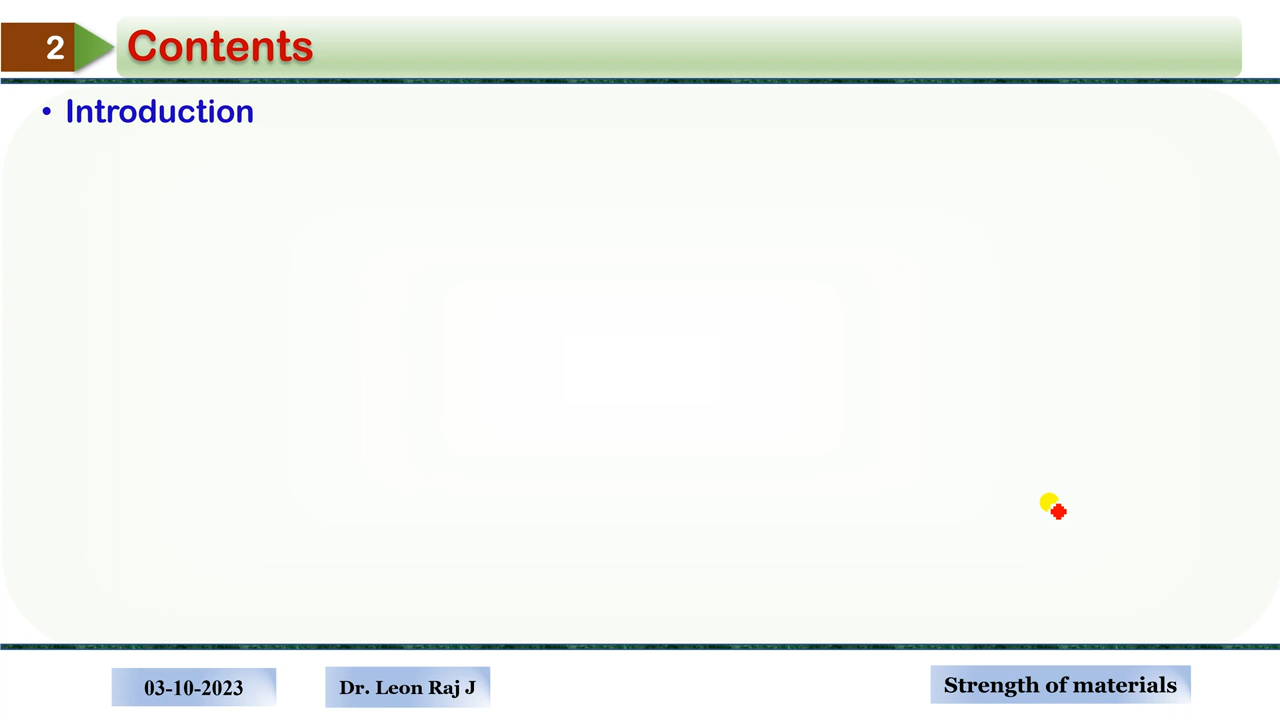 2
Contents
• Introduction
03-10-2023
Dr. Leon Raj J
Strength of materials